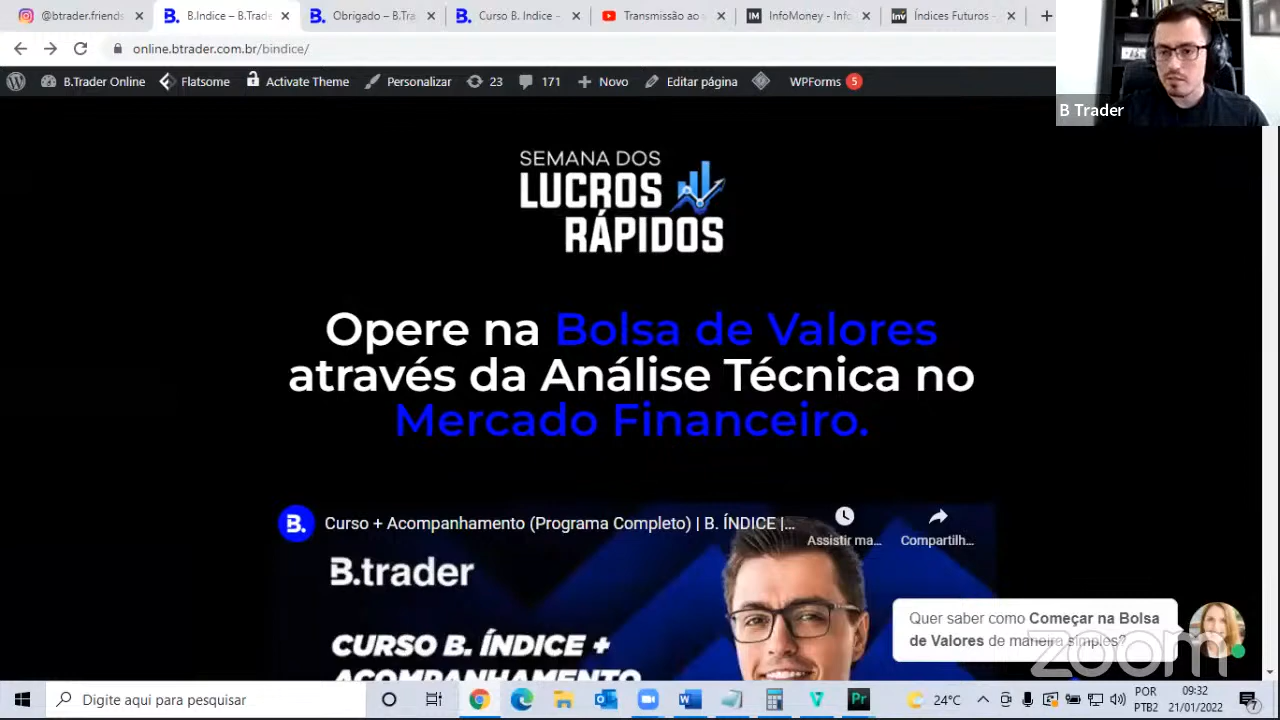 @btrader.friends
B.Indice – B.Trade
Obrigado – B.Tra
Curso B. Indice –
Transmissão ao
InfoMoney - Info
Índices Futuros -
online.btrader.com.br/bindice/
B.Trader Online
Flatsome
Activate Theme
Personalizar
23
171
Novo
Editar página
WPForms
5
B Trader
SEMANA DOS
LUCROS
RÁPIDOS
Opere na Bolsa de Valores
através da Análise Técnica no
Mercado Financeiro.
B.
Curso + Acompanhamento (Programa Completo) | B. ÍNDICE |...
Assistir ma...
Compartilh...
B.trader
CURSO B. ÍNDICE +
ACOMPANHAMENTO
Quer saber como Começar na Bolsa
de Valores de maneira simples?
zoom
Digite aqui para pesquisar
24°C
POR
PTB2
09:32
21/01/2022
7